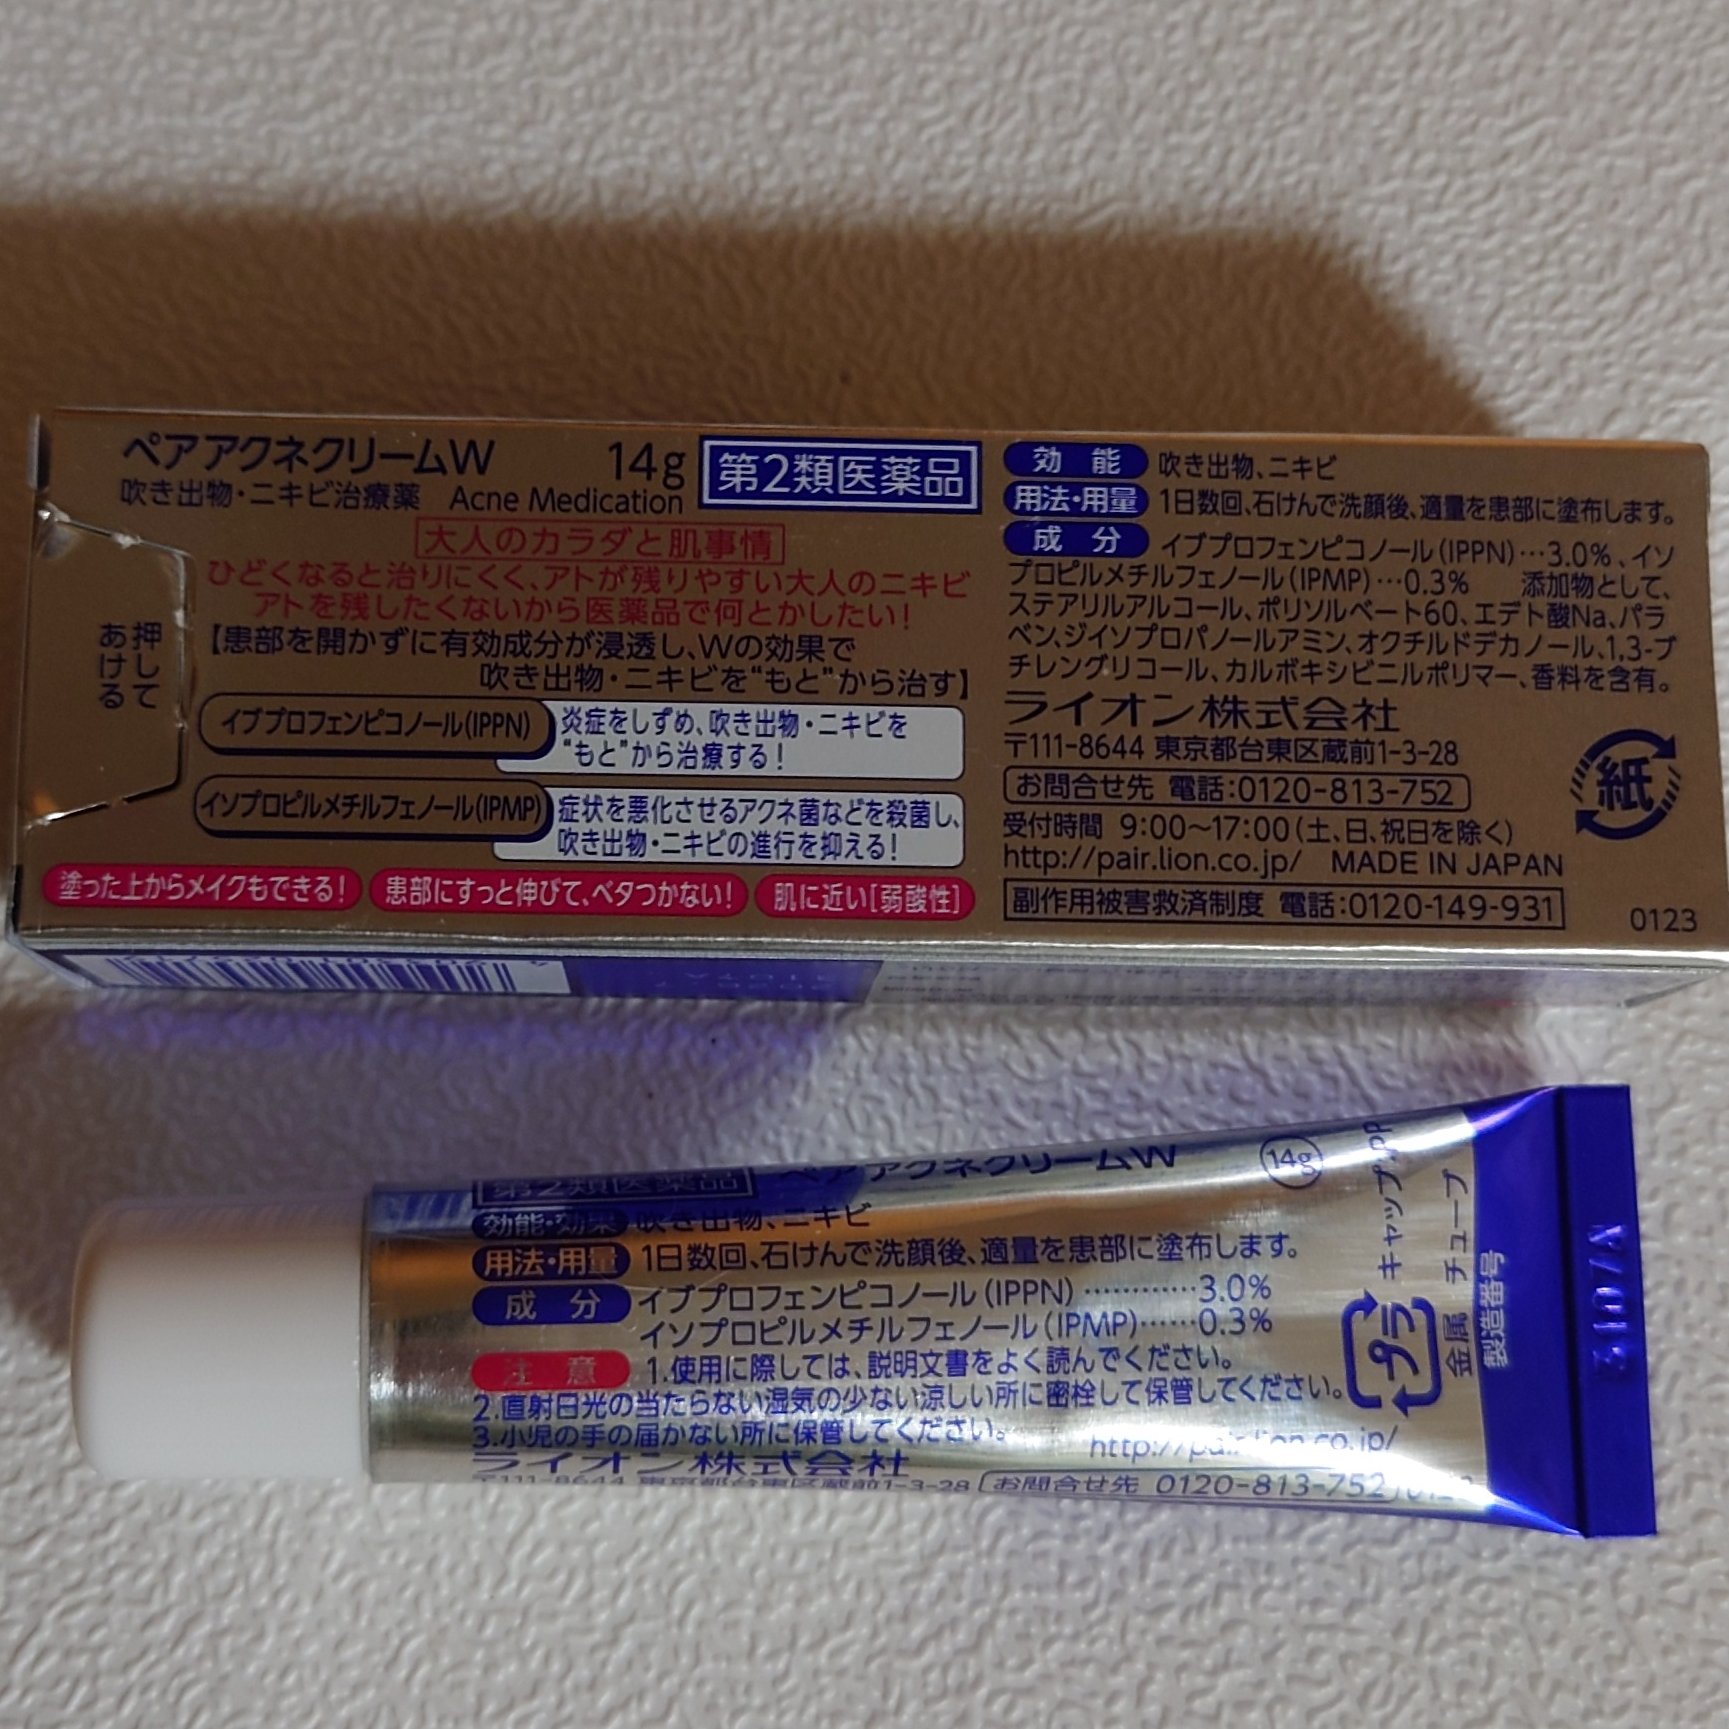 ペアアクネクリームW 14g
吹き出物・ニキビ治療薬 Acne Medication
第2類医薬品
大人のカラダと肌事情
ひどくなると治りにくく、アトが残りやすい大人のニキビ
アトを残したくないから医薬品で何とかしたい!
【患部を開かずに有効成分が浸透し、Wの効果で
吹き出物・ニキビを“もと”から治す】
押して
あける
イブプロフェンピコノール(IPPN)
炎症をしずめ、吹き出物・ニキビを
“もと”から治療する!
イソプロピルメチルフェノール(IPMP)
症状を悪化させるアクネ菌などを殺菌し、
吹き出物・ニキビの進行を抑える!
塗った上からメイクもできる! 患部にすっと伸びて、ベタつかない! 肌に近い[弱酸性]
効能 吹き出物、ニキビ
用法・用量 1日数回、石けんで洗顔後、適量を患部に塗布します。
成分 イブプロフェンピコノール(IPPN)…3.0%、イソ
プロピルメチルフェノール(IPMP)…0.3% 添加物として、
ステアリルアルコール、ポリソルベート60、エデト酸Na、パラ
ベン、ジイソプロパノールアミン、オクチルドデカノール、1,3-ブ
チレングリコール、カルボキシビニルポリマー、香料を含有。
ライオン株式会社
〒111-8644 東京都台東区蔵前1-3-28
お問合せ先 電話:0120-813-752
受付時間 9:00〜17:00(土、日、祝日を除く)
http://pair.lion.co.jp/ MADE IN JAPAN
副作用被害救済制度 電話:0120-149-931
紙
0123
第2類医薬品 ペアアクネクリームW 14g
効能・効果 吹き出物、ニキビ
用法・用量 1日数回、石けんで洗顔後、適量を患部に塗布します。
成分 イブプロフェンピコノール(IPPN)…………3.0%
イソプロピルメチルフェノール(IPMP)……0.3%
注意 1.使用に際しては、説明文書をよく読んでください。
2.直射日光の当たらない湿気の少ない涼しい所に密栓して保管してください。
3.小児の手の届かない所に保管してください。
http://pair.lion.co.jp/
ライオン株式会社
〒111-8644 東京都台東区蔵前1-3-28 お問合せ先 0120-813-752
プラ
キャップ:PP
チューブ
金属
製造番号
3107A